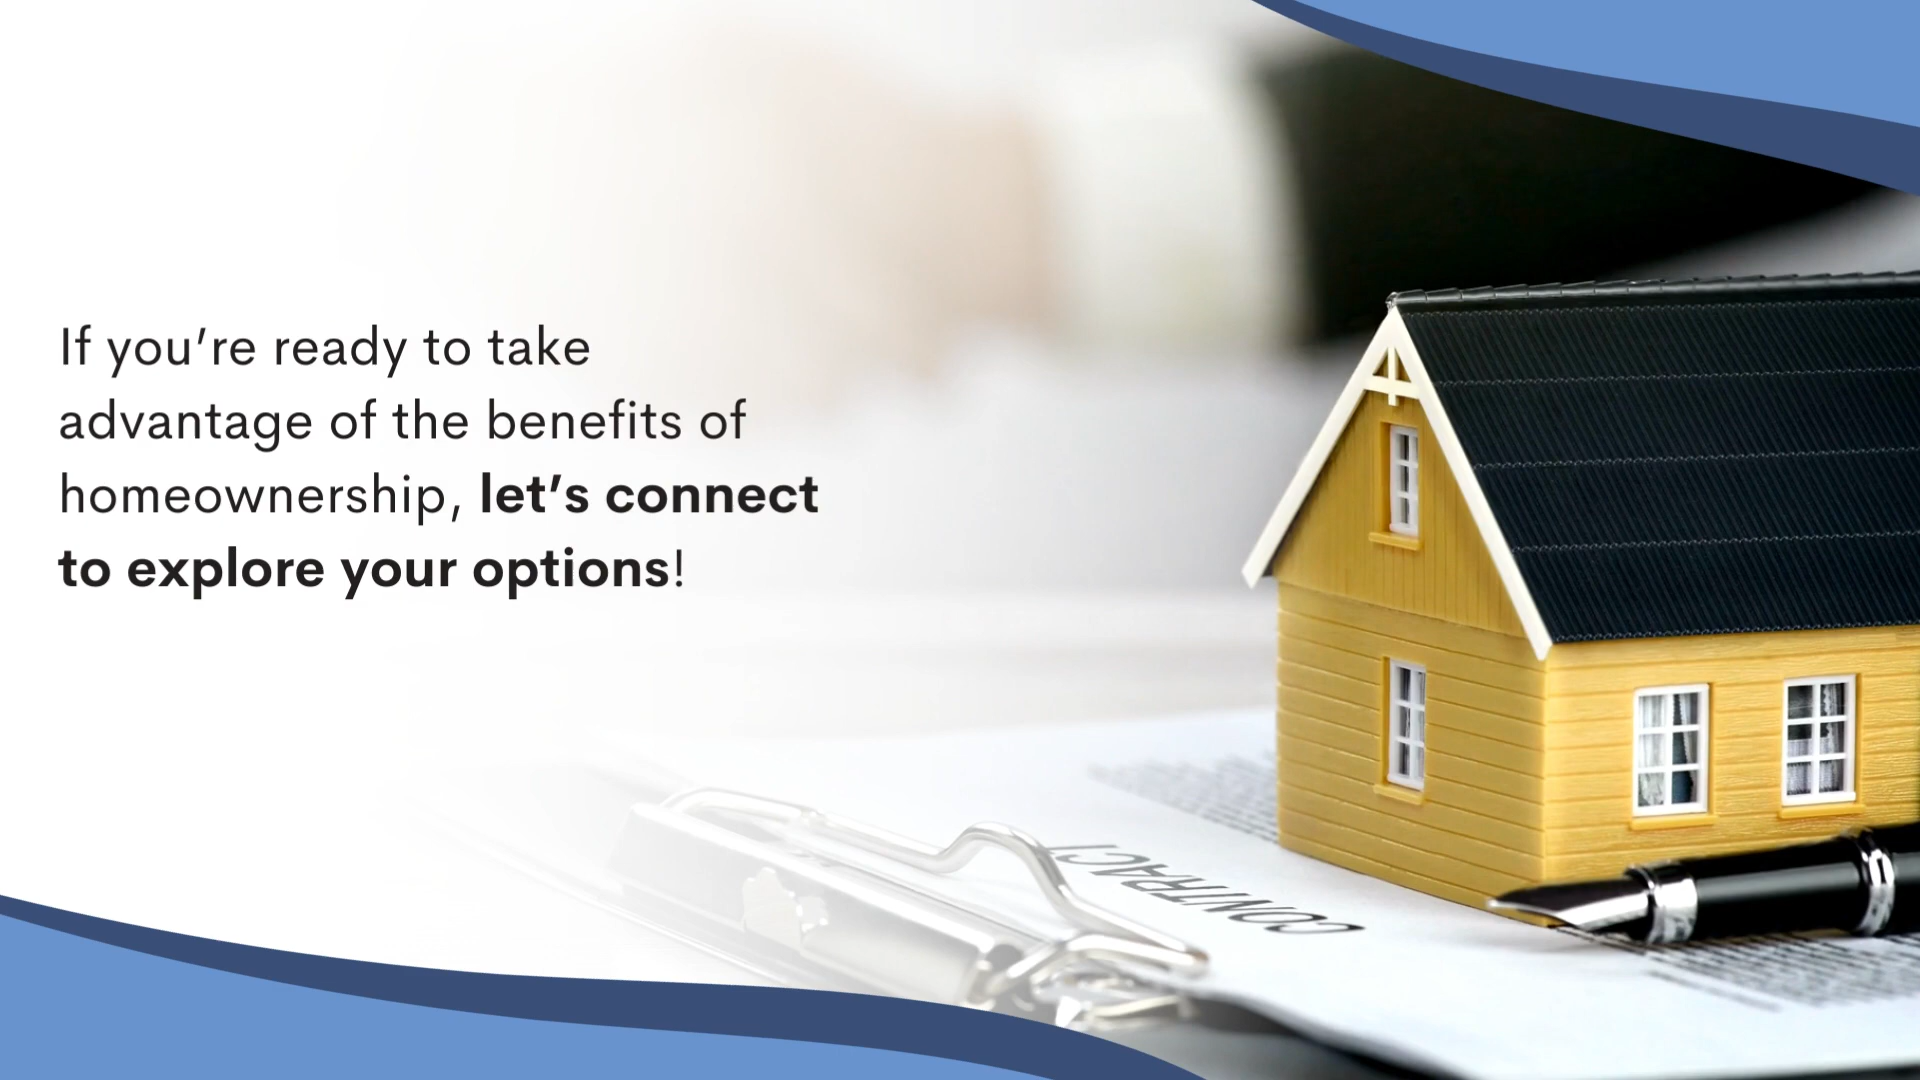 If you’re ready to take
advantage of the benefits of
homeownership, let’s connect
to explore your options!
CONTRACT